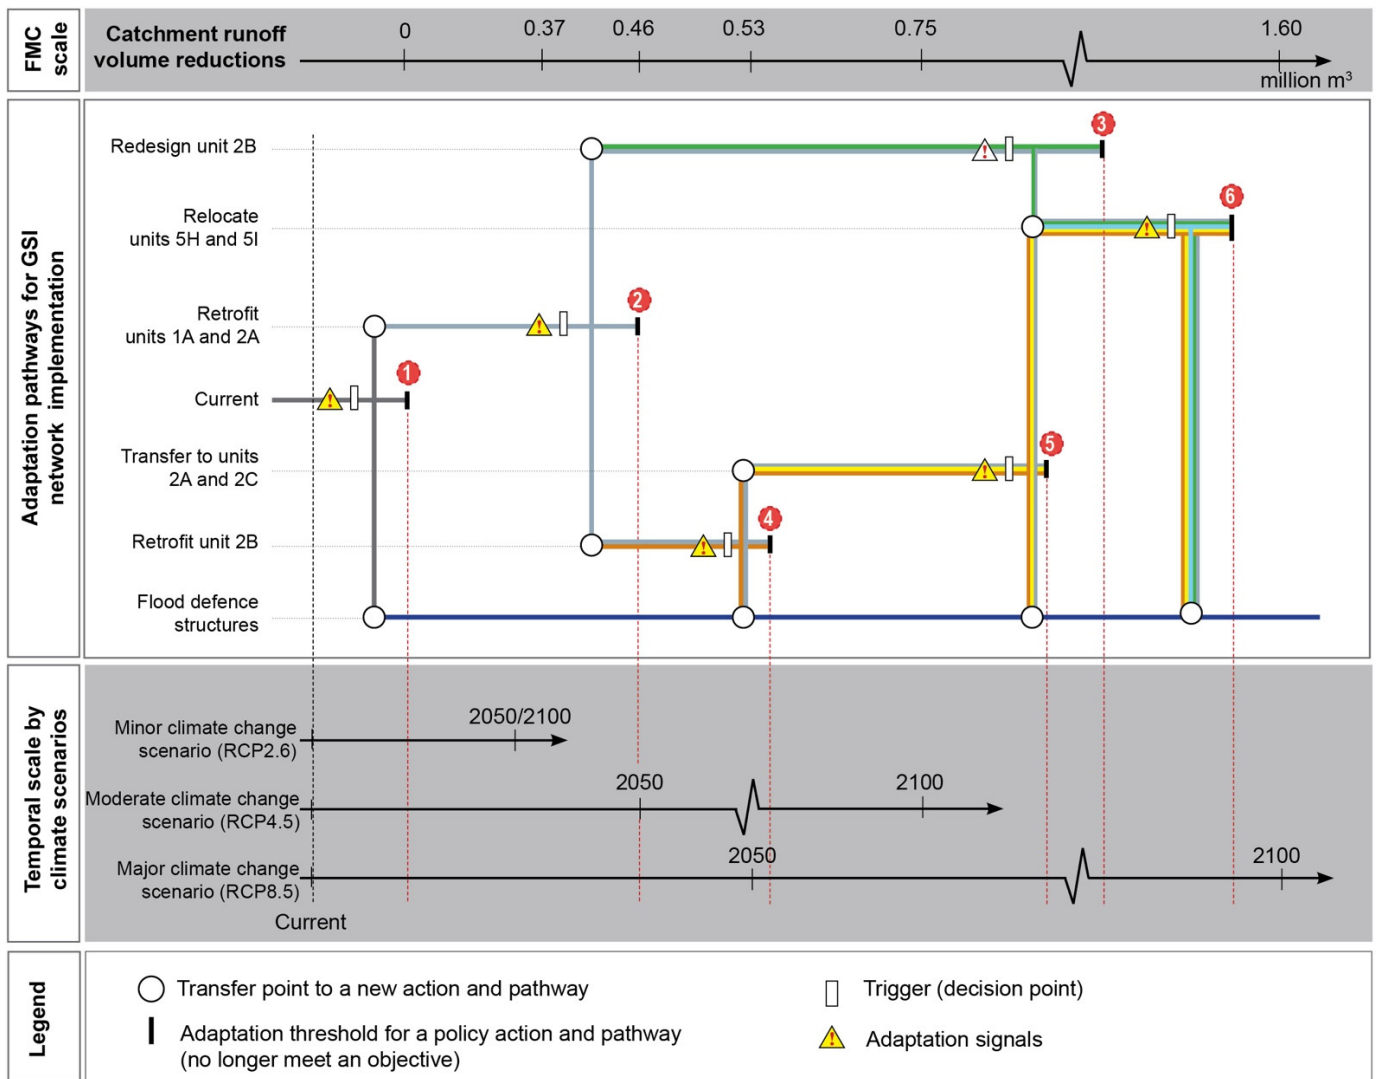 FMC
scale
Catchment runoff
volume reductions
0
0.37
0.46
0.53
0.75
1.60
million m³
Adaptation pathways for GSI
network implementation
Redesign unit 2B
3
Relocate
units 5H and 5I
6
Retrofit
units 1A and 2A
2
Current
1
Transfer to units
2A and 2C
5
Retrofit unit 2B
4
Flood defence
structures
!
!
!
!
!
!
Temporal scale by
climate scenarios
Minor climate change
scenario (RCP2.6)
2050/2100
Moderate climate change
scenario (RCP4.5)
2050
2100
Major climate change
scenario (RCP8.5)
2050
2100
Current
Legend
Transfer point to a new action and pathway
Trigger (decision point)
Adaptation threshold for a policy action and pathway
(no longer meet an objective)
! Adaptation signals